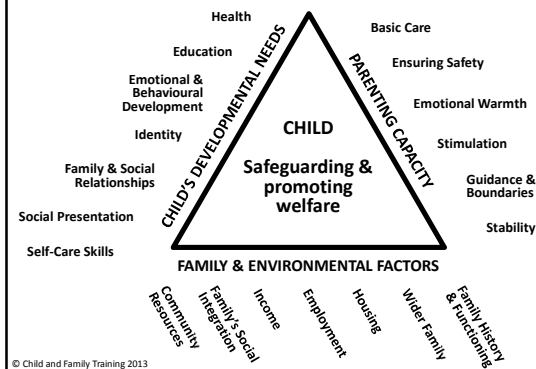 Health
Education
Emotional &
Behavioural
Development
Identity
Family & Social
Relationships
Social Presentation
Self-Care Skills
CHILD'S DEVELOPMENTAL NEEDS
CHILD
Safeguarding &
promoting
welfare
PARENTING CAPACITY
Basic Care
Ensuring Safety
Emotional Warmth
Stimulation
Guidance &
Boundaries
Stability
FAMILY & ENVIRONMENTAL FACTORS
Community
Resources
Family's Social
Integration
Income
Employment
Housing
Wider Family
Family History
& Functioning
© Child and Family Training 2013